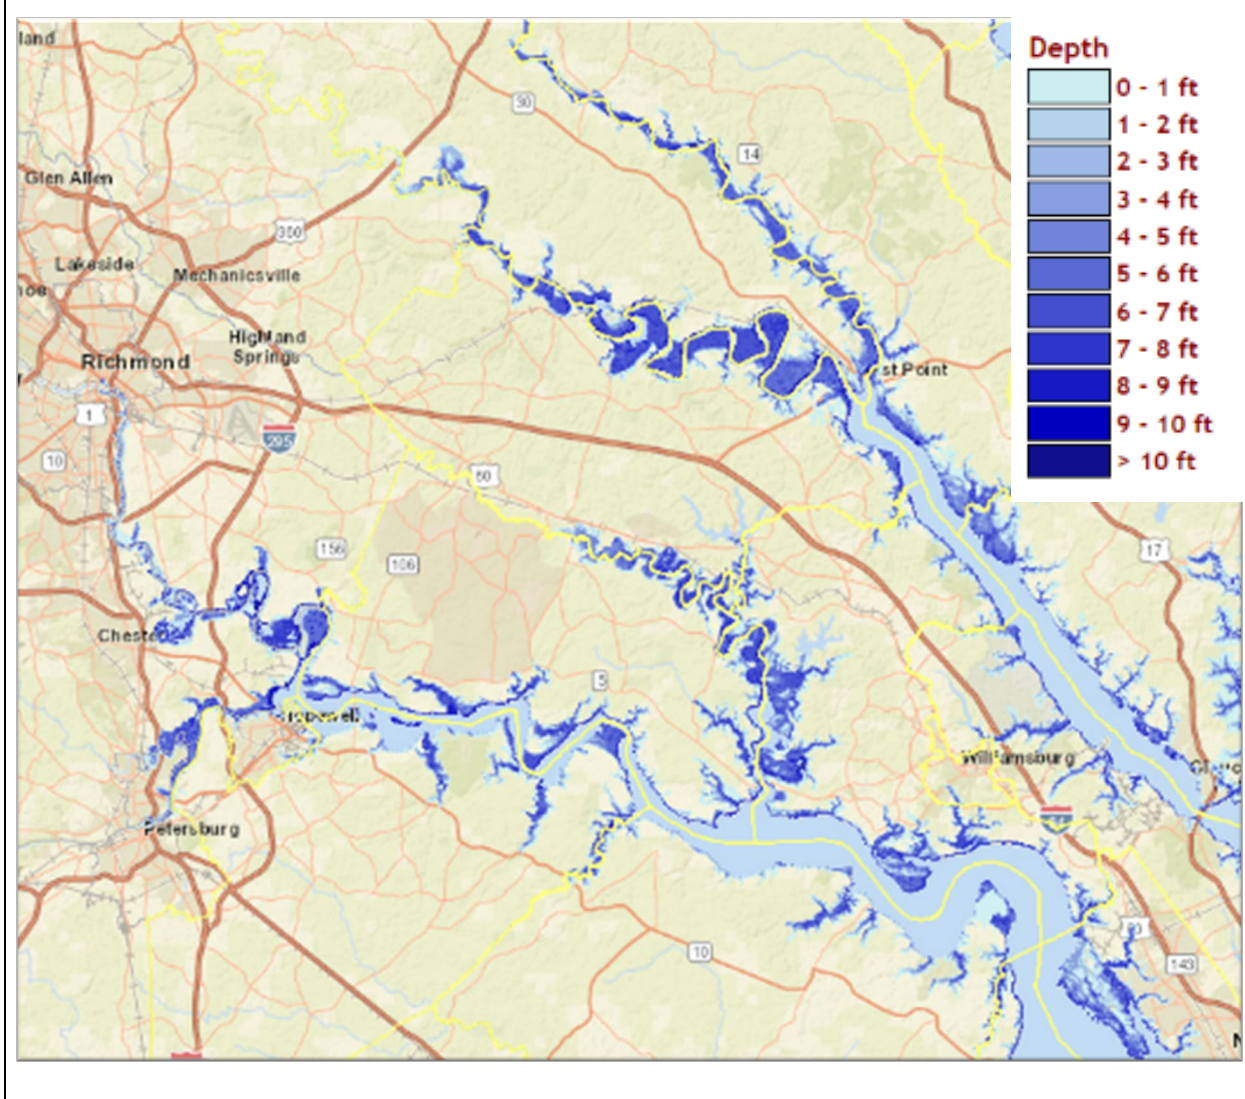 land
Glen Allen
30
14
360
Lakeside
Mechanicsville
Highland
Springs
Richmond
st Point
1
295
10
60
156
106
17
Chester
5
Hopewell
Williamsburg
Petersburg
10
143
Depth
0 - 1 ft
1 - 2 ft
2 - 3 ft
3 - 4 ft
4 - 5 ft
5 - 6 ft
6 - 7 ft
7 - 8 ft
8 - 9 ft
9 - 10 ft
> 10 ft